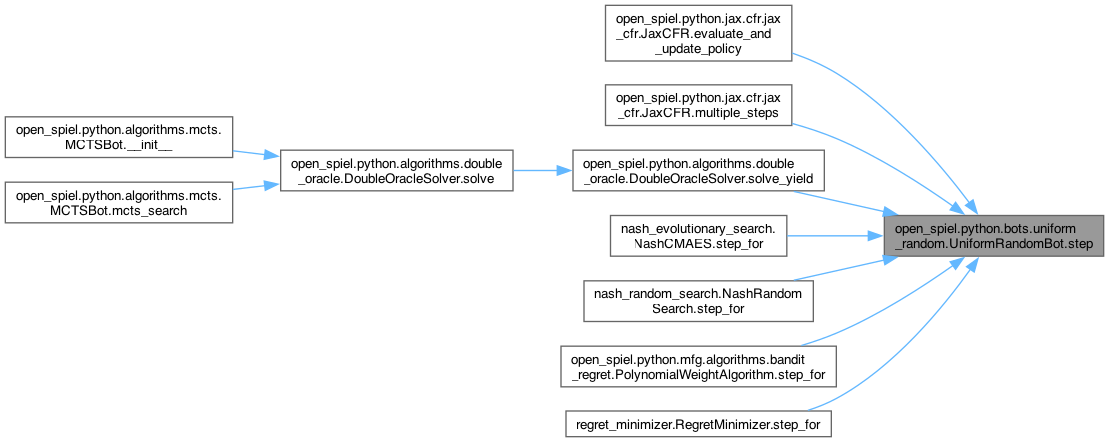 open_spiel.python.jax.cfr.jax
_cfr.JaxCFR.evaluate_and
_update_policy
open_spiel.python.jax.cfr.jax
_cfr.JaxCFR.multiple_steps
open_spiel.python.algorithms.mcts.
MCTSBot.__init__
open_spiel.python.algorithms.mcts.
MCTSBot.mcts_search
open_spiel.python.algorithms.double
_oracle.DoubleOracleSolver.solve
open_spiel.python.algorithms.double
_oracle.DoubleOracleSolver.solve_yield
nash_evolutionary_search.
NashCMAES.step_for
open_spiel.python.bots.uniform
_random.UniformRandomBot.step
nash_random_search.NashRandom
Search.step_for
open_spiel.python.mfg.algorithms.bandit
_regret.PolynomialWeightAlgorithm.step_for
regret_minimizer.RegretMinimizer.step_for